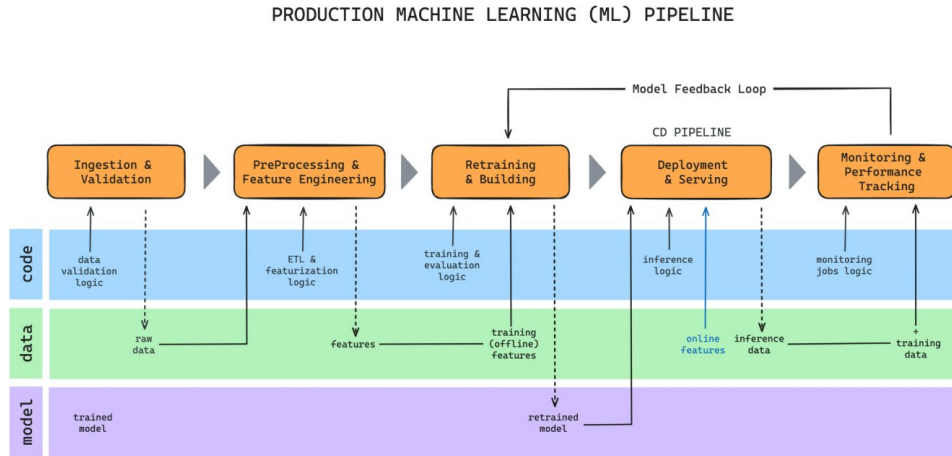 PRODUCTION MACHINE LEARNING (ML) PIPELINE
Model Feedback Loop
CD PIPELINE
Ingestion &
Validation
PreProcessing &
Feature Engineering
Retraining
& Building
Deployment
& Serving
Monitoring &
Performance
Tracking
code
data
validation
logic
ETL &
featurization
logic
training &
evaluation
logic
inference
logic
monitoring
jobs logic
data
raw
data
features
training
(offline)
features
online
features
inference
data
+
training
data
model
trained
model
retrained
model